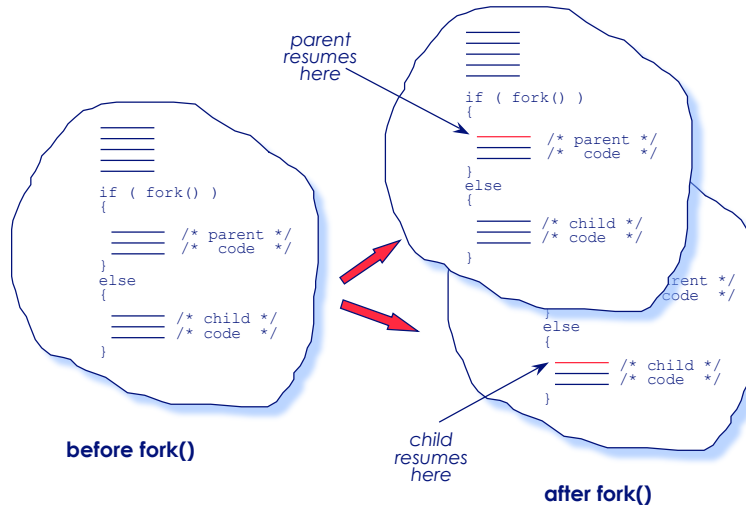 if ( fork() )
{
/* parent */
/*  code  */
}
else
{
/* child */
/* code  */
}
before fork()
parent
resumes
here
if ( fork() )
{
/* parent */
/*  code  */
}
else
{
/* child */
/* code  */
}
code  */
}
else
{
/* child */
/* code  */
}
child
resumes
here
after fork()